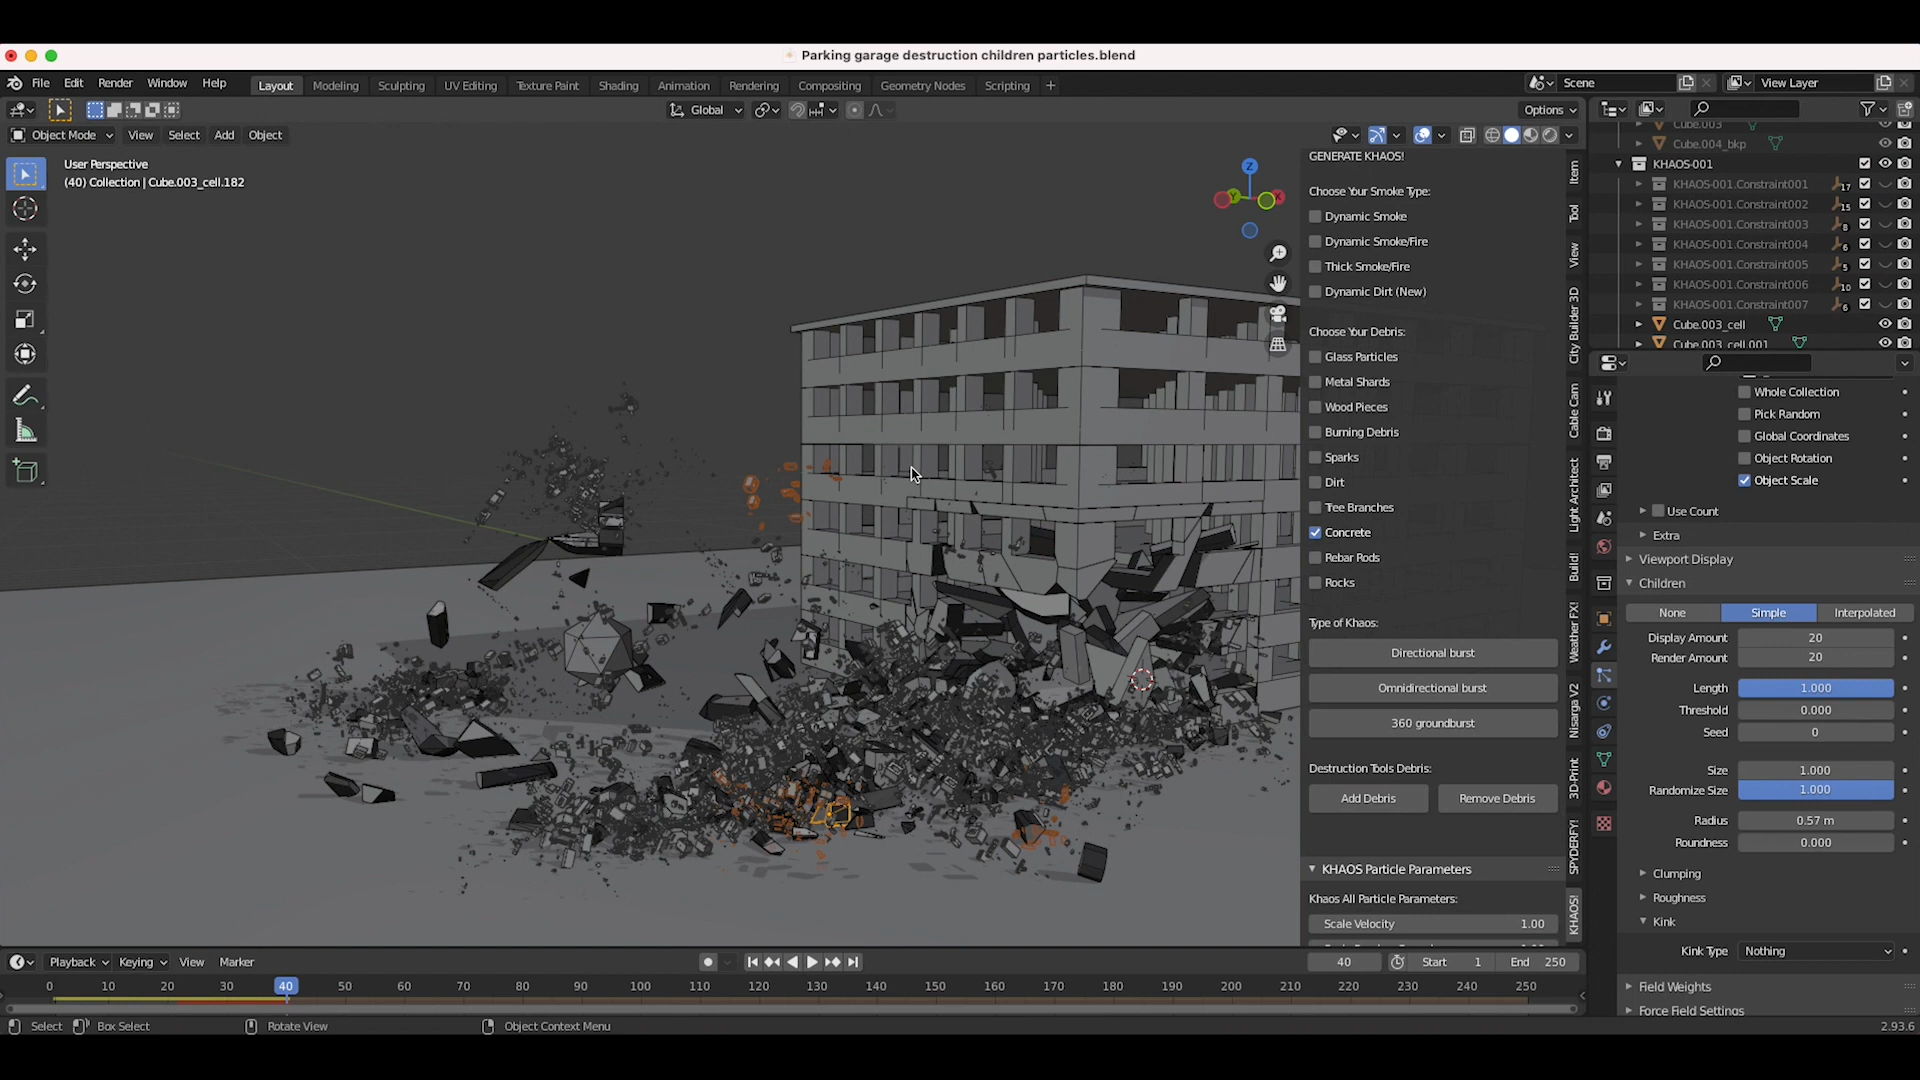 Parking garage destruction children particles.blend
File Edit Render Window Help Layout Modeling Sculpting UV Editing Texture Paint Shading Animation Rendering Compositing Geometry Nodes Scripting + Scene View Layer
Global Options
Object Mode View Select Add Object
User Perspective
(40) Collection | Cube.003_cell.182
Z
Y
GENERATE KHAOS!
Choose Your Smoke Type:
Dynamic Smoke
Dynamic Smoke/Fire
Thick Smoke/Fire
Dynamic Dirt (New)
Choose Your Debris:
Glass Particles
Metal Shards
Wood Pieces
Burning Debris
Sparks
Dirt
Tree Branches
Concrete
Rebar Rods
Rocks
Type of Khaos:
Directional burst
Omnidirectional burst
360 groundburst
Destruction Tools Debris:
Add Debris Remove Debris
KHAOS Particle Parameters
Khaos All Particle Parameters:
Scale Velocity 1.00
Item
Tool
View
City Builder 3D
Cable Cam
Light Architect
Build!
Weather FX!
Nisarga V2
3D-Print
SPYDERFY!
KHAOS!
Cube.003
Cube.004_bkp
KHAOS-001
KHAOS-001.Constraint001 17
KHAOS-001.Constraint002 15
KHAOS-001.Constraint003 8
KHAOS-001.Constraint004 6
KHAOS-001.Constraint005 5
KHAOS-001.Constraint006 10
KHAOS-001.Constraint007 6
Cube.003_cell
Cube.003_cell.001
Whole Collection
Pick Random
Global Coordinates
Object Rotation
Object Scale
Use Count
Extra
Viewport Display
Children
None Simple Interpolated
Display Amount 20
Render Amount 20
Length 1.000
Threshold 0.000
Seed 0
Size 1.000
Randomize Size 1.000
Radius 0.57 m
Roundness 0.000
Clumping
Roughness
Kink
Kink Type Nothing
Field Weights
Force Field Settings
Playback Keying View Marker 40 Start 1 End 250
0 10 20 30 40 50 60 70 80 90 100 110 120 130 140 150 160 170 180 190 200 210 220 230 240 250
Select Box Select Rotate View Object Context Menu 2.93.6